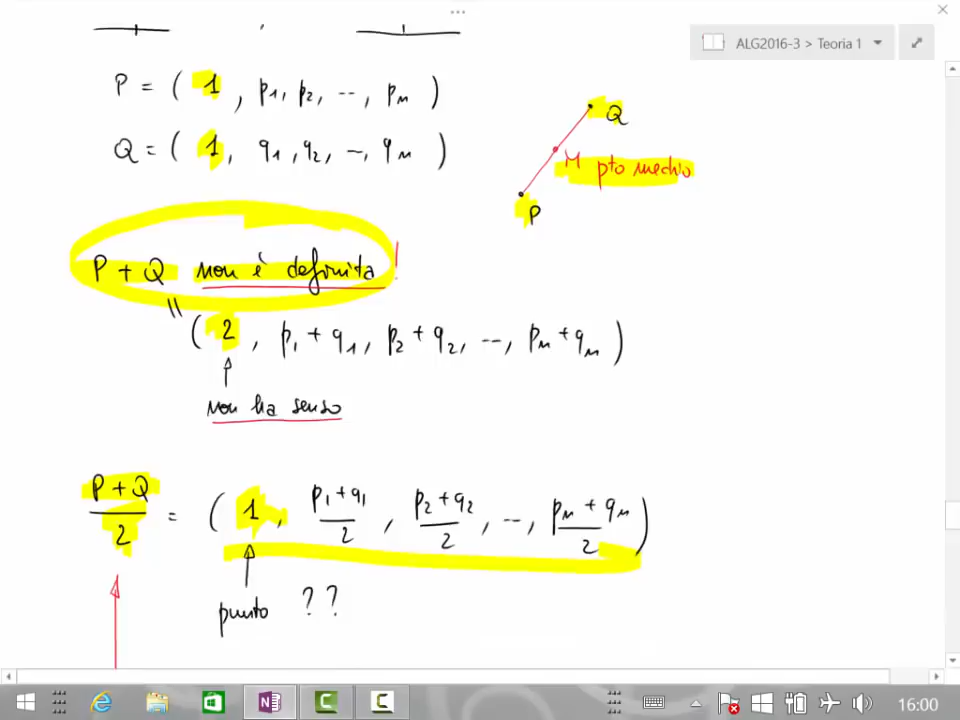 ALG2016-3 > Teoria 1
P = ( 1 , p1, p2, --, pn )
Q = ( 1, q1, q2, --, qn )
Q
M pto medio
P
P + Q non è definita !
"
( 2 , p1 + q1, p2 + q2, --, pn + qn )
↑
non ha senso
P + Q / 2 = ( 1 , p1 + q1 / 2 , p2 + q2 / 2 , --, pn + qn / 2 )
↑
punto ??
16:00